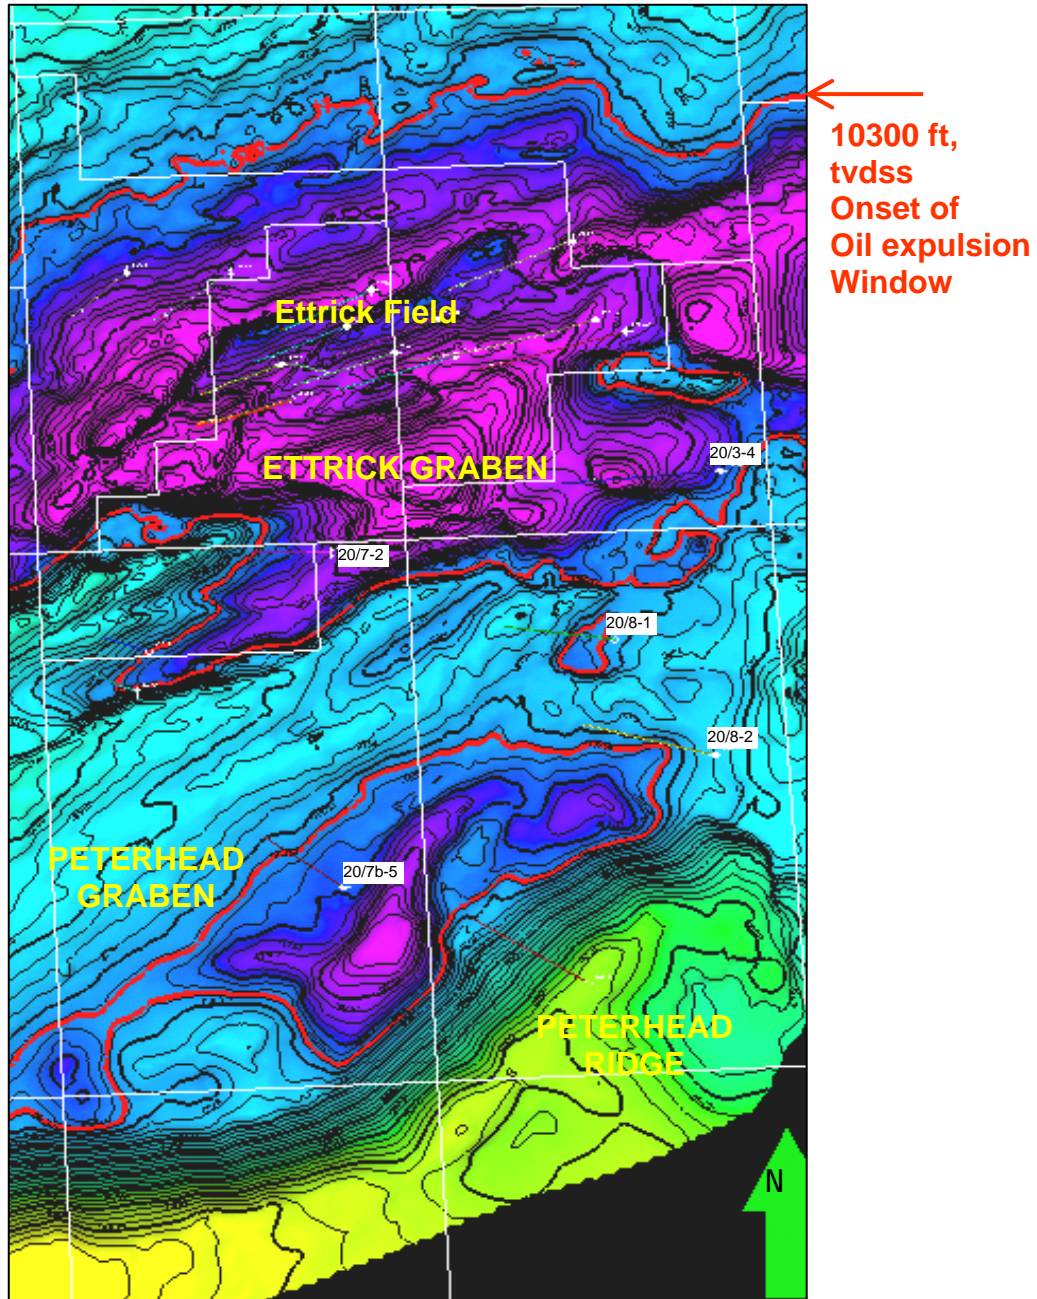 10300 ft,
tvdss
Onset of
Oil expulsion
Window
Ettrick Field
20/3-4
ETTRICK GRABEN
20/7-2
20/8-1
20/8-2
PETERHEAD
GRABEN
20/7b-5
PETERHEAD
RIDGE
N